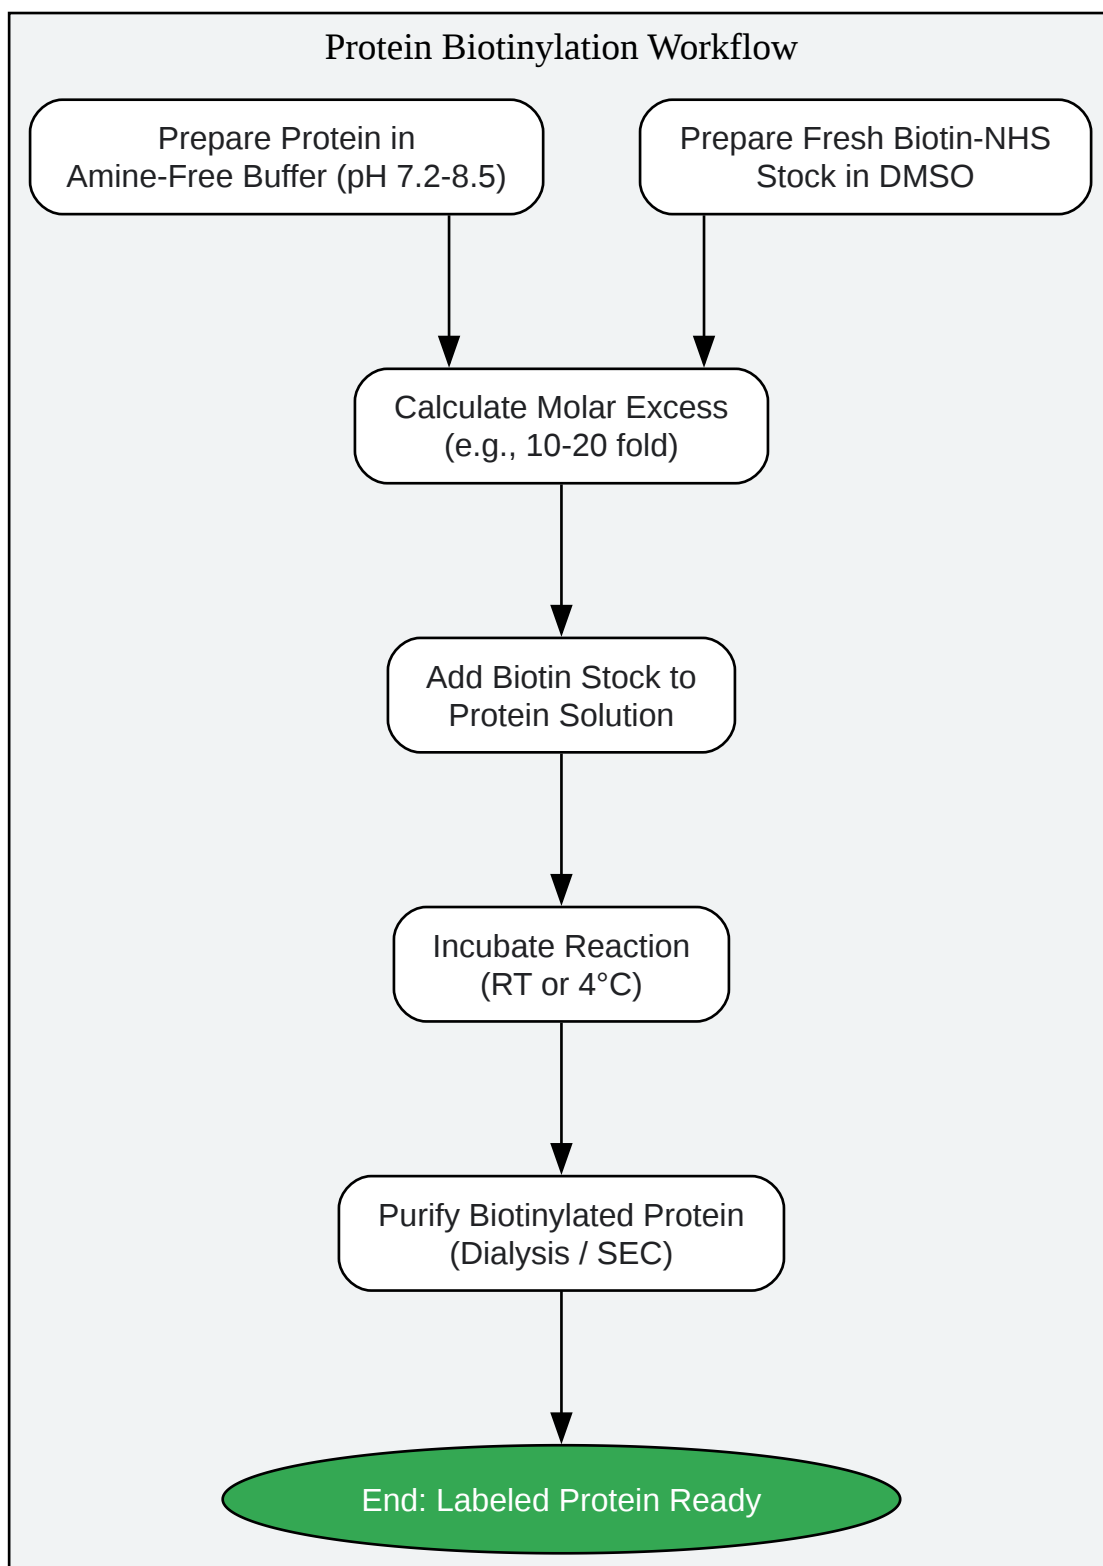 Protein Biotinylation Workflow
Prepare Protein in
Amine-Free Buffer (pH 7.2-8.5)
Prepare Fresh Biotin-NHS
Stock in DMSO
Calculate Molar Excess
(e.g., 10-20 fold)
Add Biotin Stock to
Protein Solution
Incubate Reaction
(RT or 4°C)
Purify Biotinylated Protein
(Dialysis / SEC)
End: Labeled Protein Ready